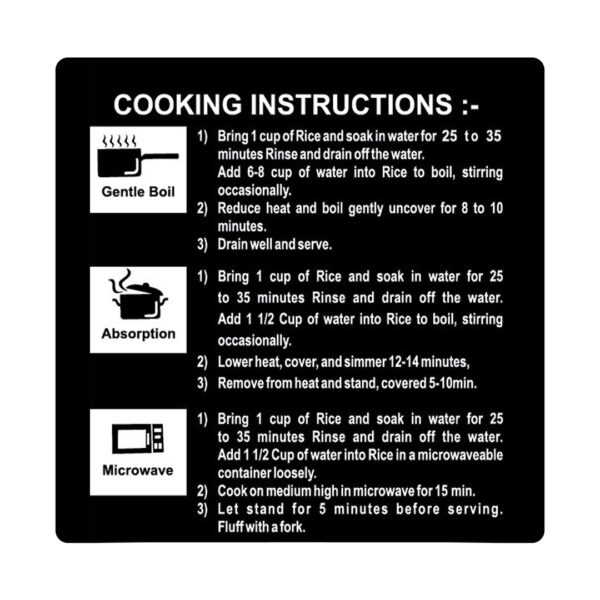 COOKING INSTRUCTIONS :-
Gentle Boil
1) Bring 1 cup of Rice and soak in water for 25 to 35
minutes Rinse and drain off the water.
Add 6-8 cup of water into Rice to boil, stirring
occasionally.
2) Reduce heat and boil gently uncover for 8 to 10
minutes.
3) Drain well and serve.
Absorption
1) Bring 1 cup of Rice and soak in water for 25
to 35 minutes Rinse and drain off the water.
Add 1 1/2 Cup of water into Rice to boil, stirring
occasionally.
2) Lower heat, cover, and simmer 12-14 minutes,
3) Remove from heat and stand, covered 5-10min.
Microwave
1) Bring 1 cup of Rice and soak in water for 25
to 35 minutes Rinse and drain off the water.
Add 1 1/2 Cup of water into Rice in a microwaveable
container loosely.
2) Cook on medium high in microwave for 15 min.
3) Let stand for 5 minutes before serving.
Fluff with a fork.